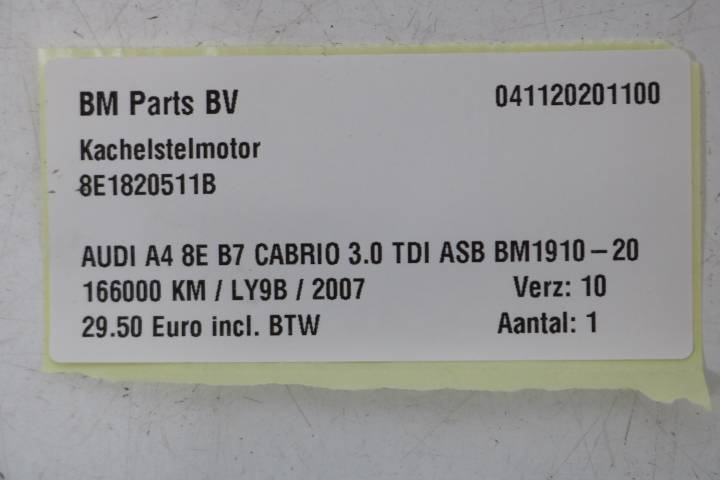 BM Parts BV 041120201100
Kachelstelmotor
8E1820511B
AUDI A4 8E B7 CABRIO 3.0 TDI ASB BM1910-20
166000 KM / LY9B / 2007 Verz: 10
29.50 Euro incl. BTW Aantal: 1